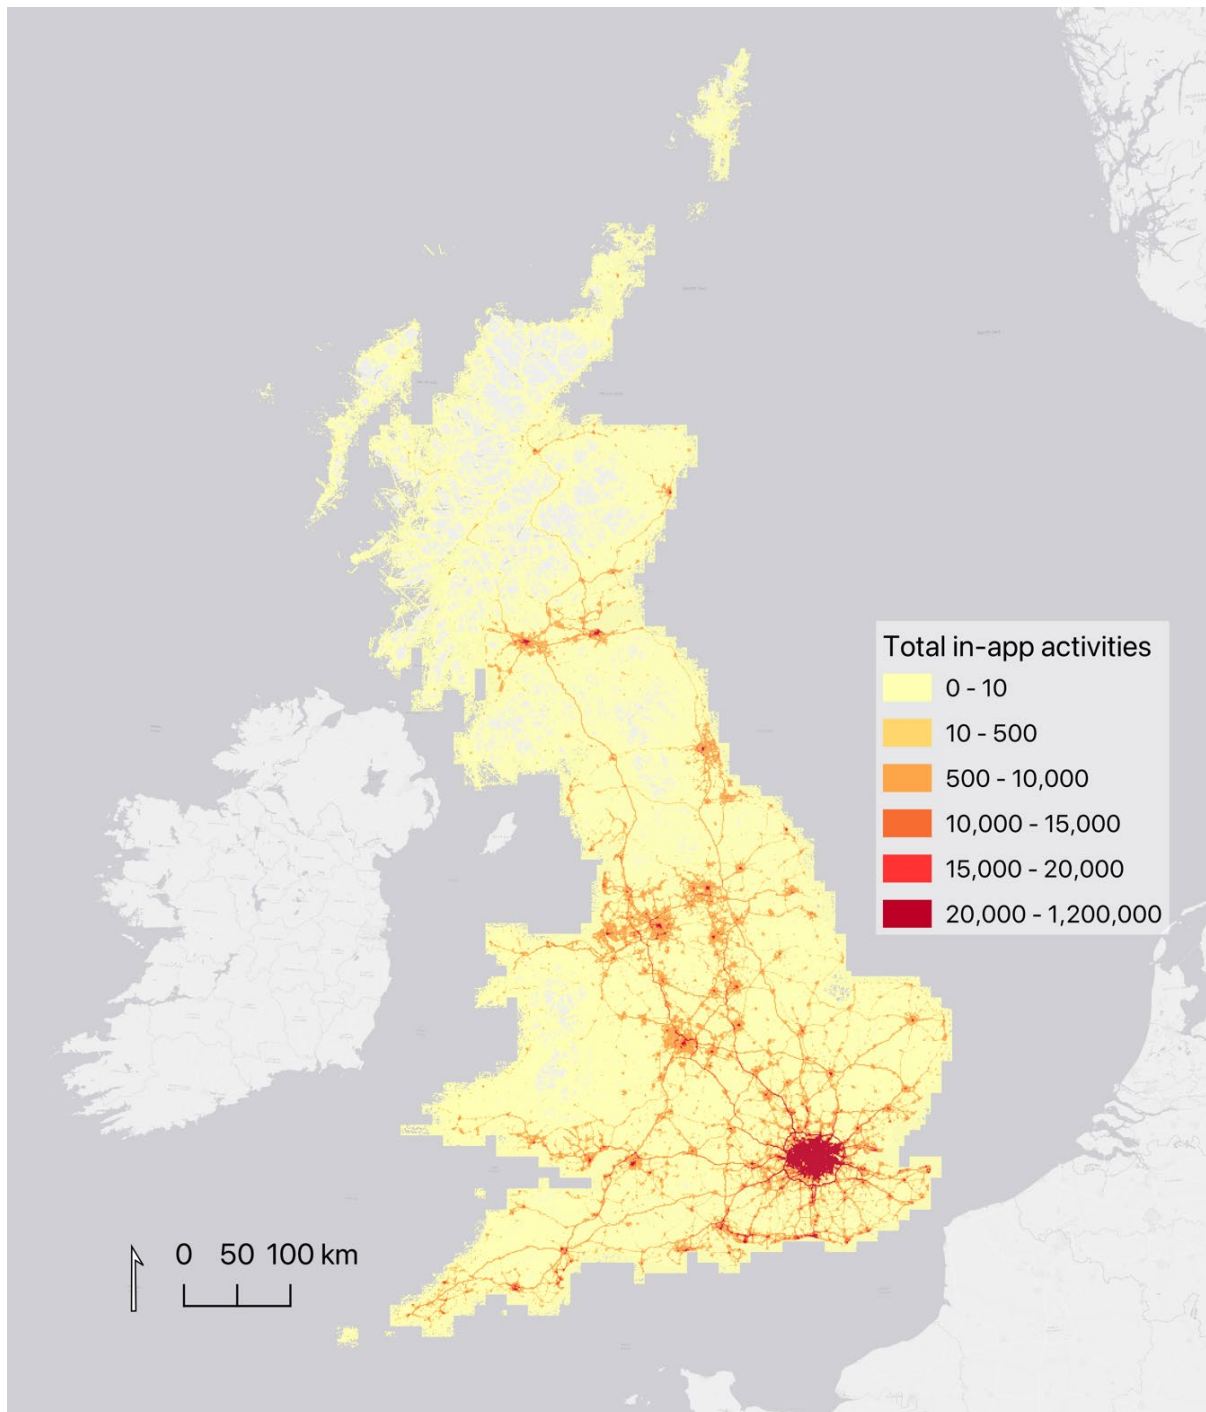 Total in-app activities
0 - 10
10 - 500
500 - 10,000
10,000 - 15,000
15,000 - 20,000
20,000 - 1,200,000
0 50 100 km